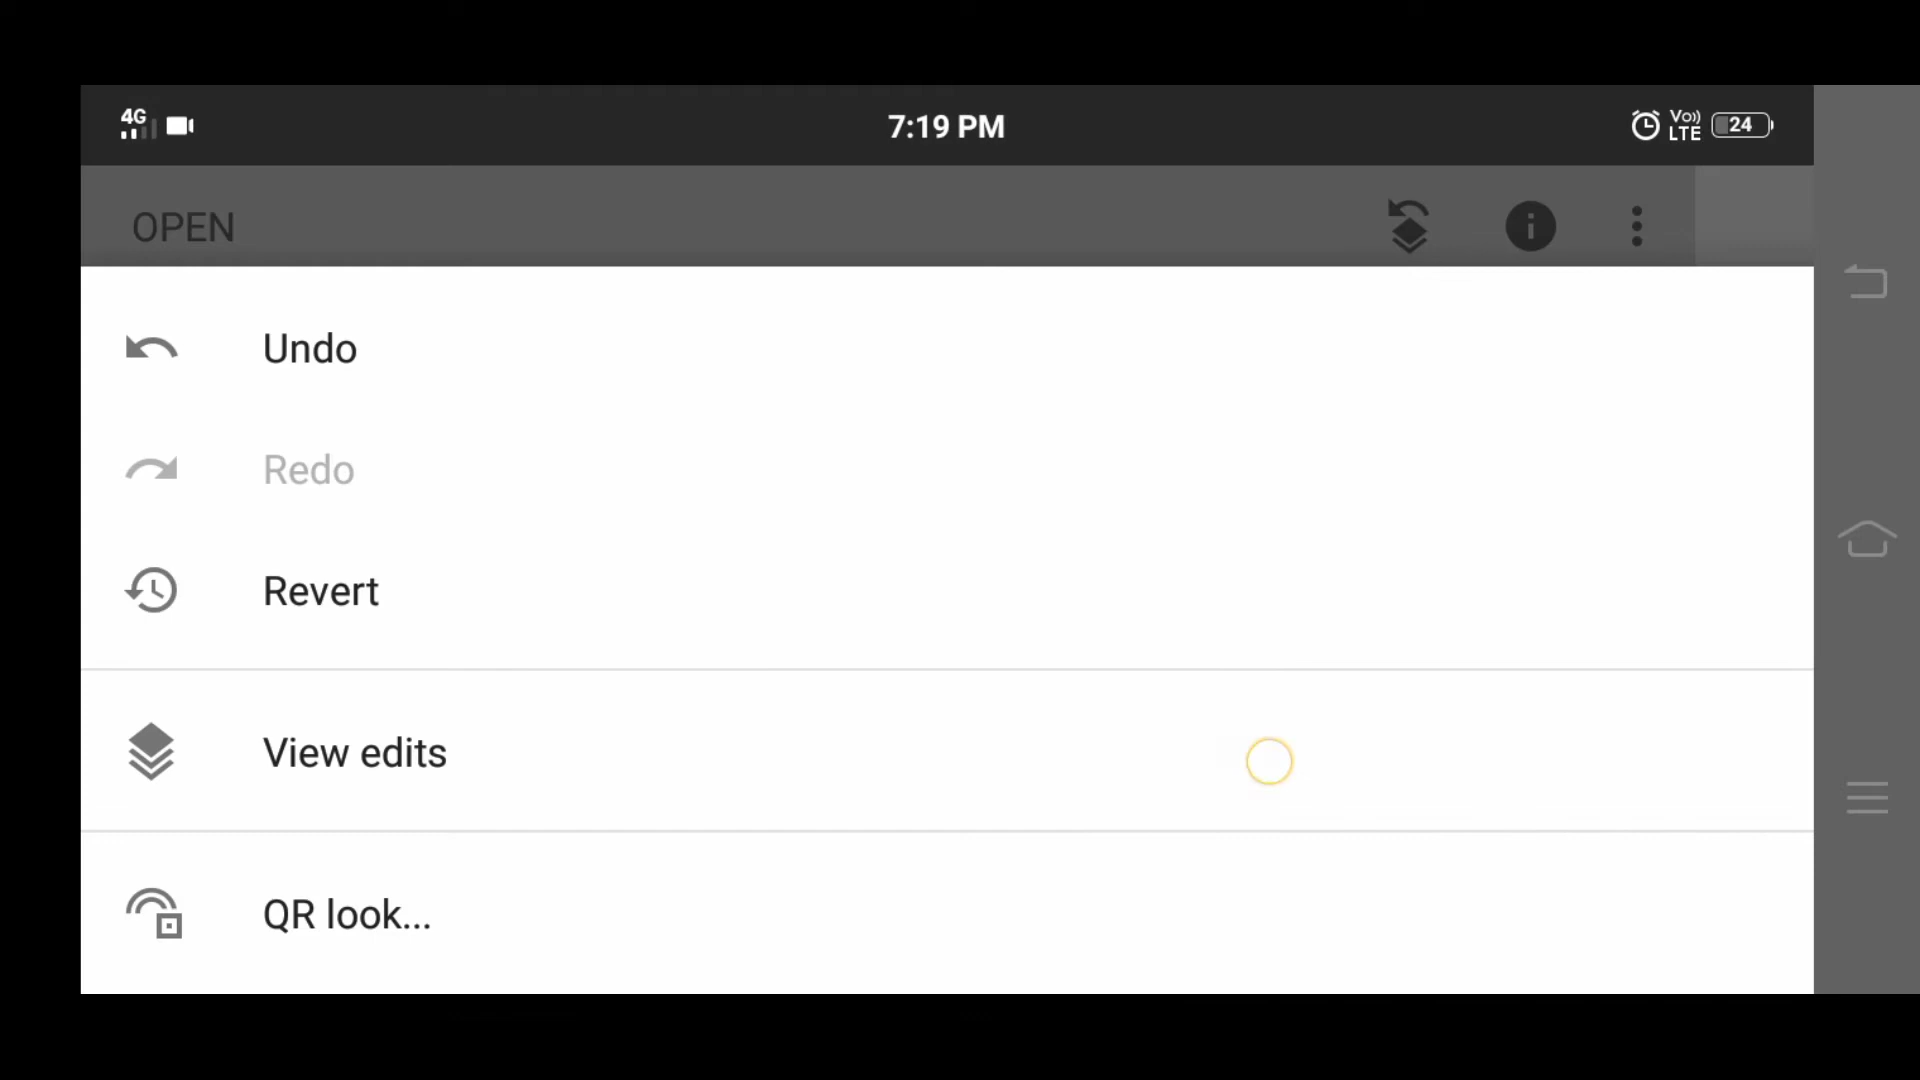 4G
7:19 PM
Vo)) LTE
24
OPEN
Undo
Redo
Revert
View edits
QR look...